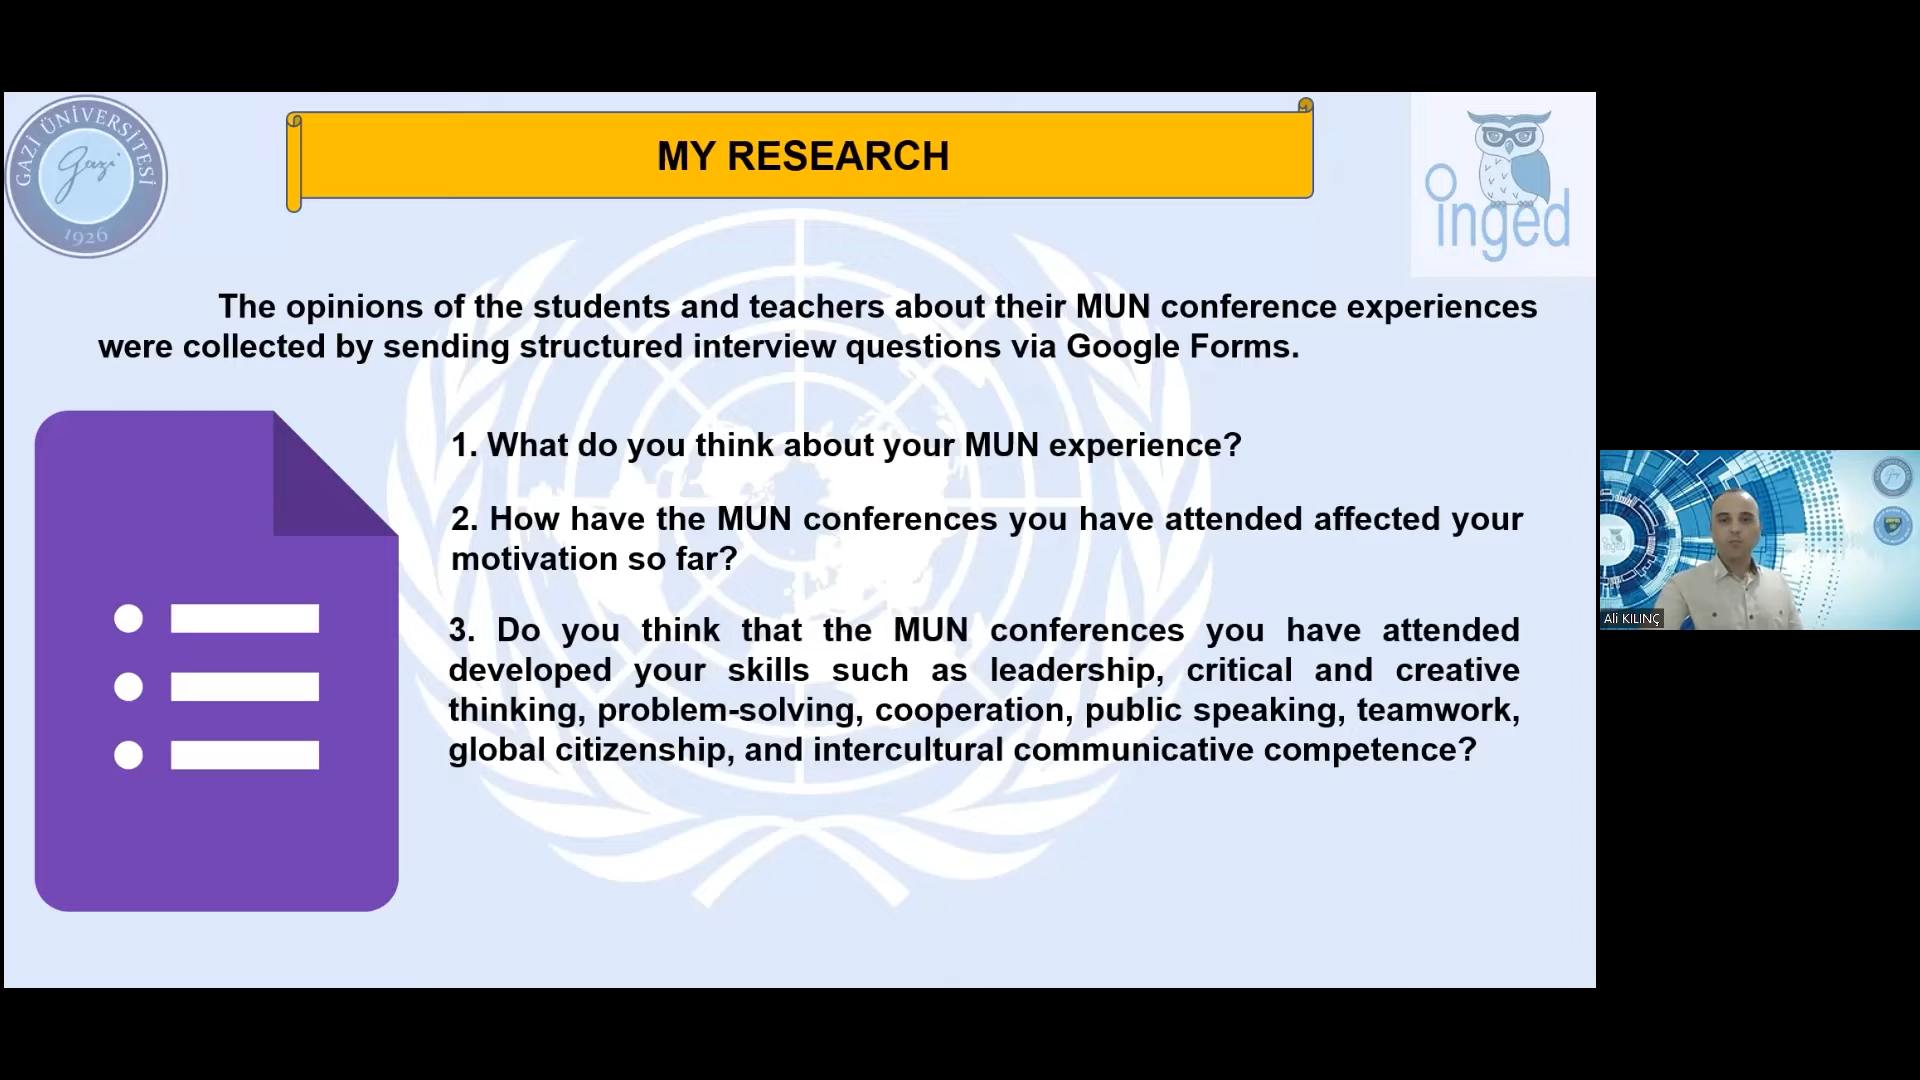 GAZİ ÜNİVERSİTESİ
Gazi
1926
MY RESEARCH
inged
The opinions of the students and teachers about their MUN conference experiences
were collected by sending structured interview questions via Google Forms.
1. What do you think about your MUN experience?
2. How have the MUN conferences you have attended affected your
motivation so far?
3. Do you think that the MUN conferences you have attended
developed your skills such as leadership, critical and creative
thinking, problem-solving, cooperation, public speaking, teamwork,
global citizenship, and intercultural communicative competence?
Ali KILINÇ